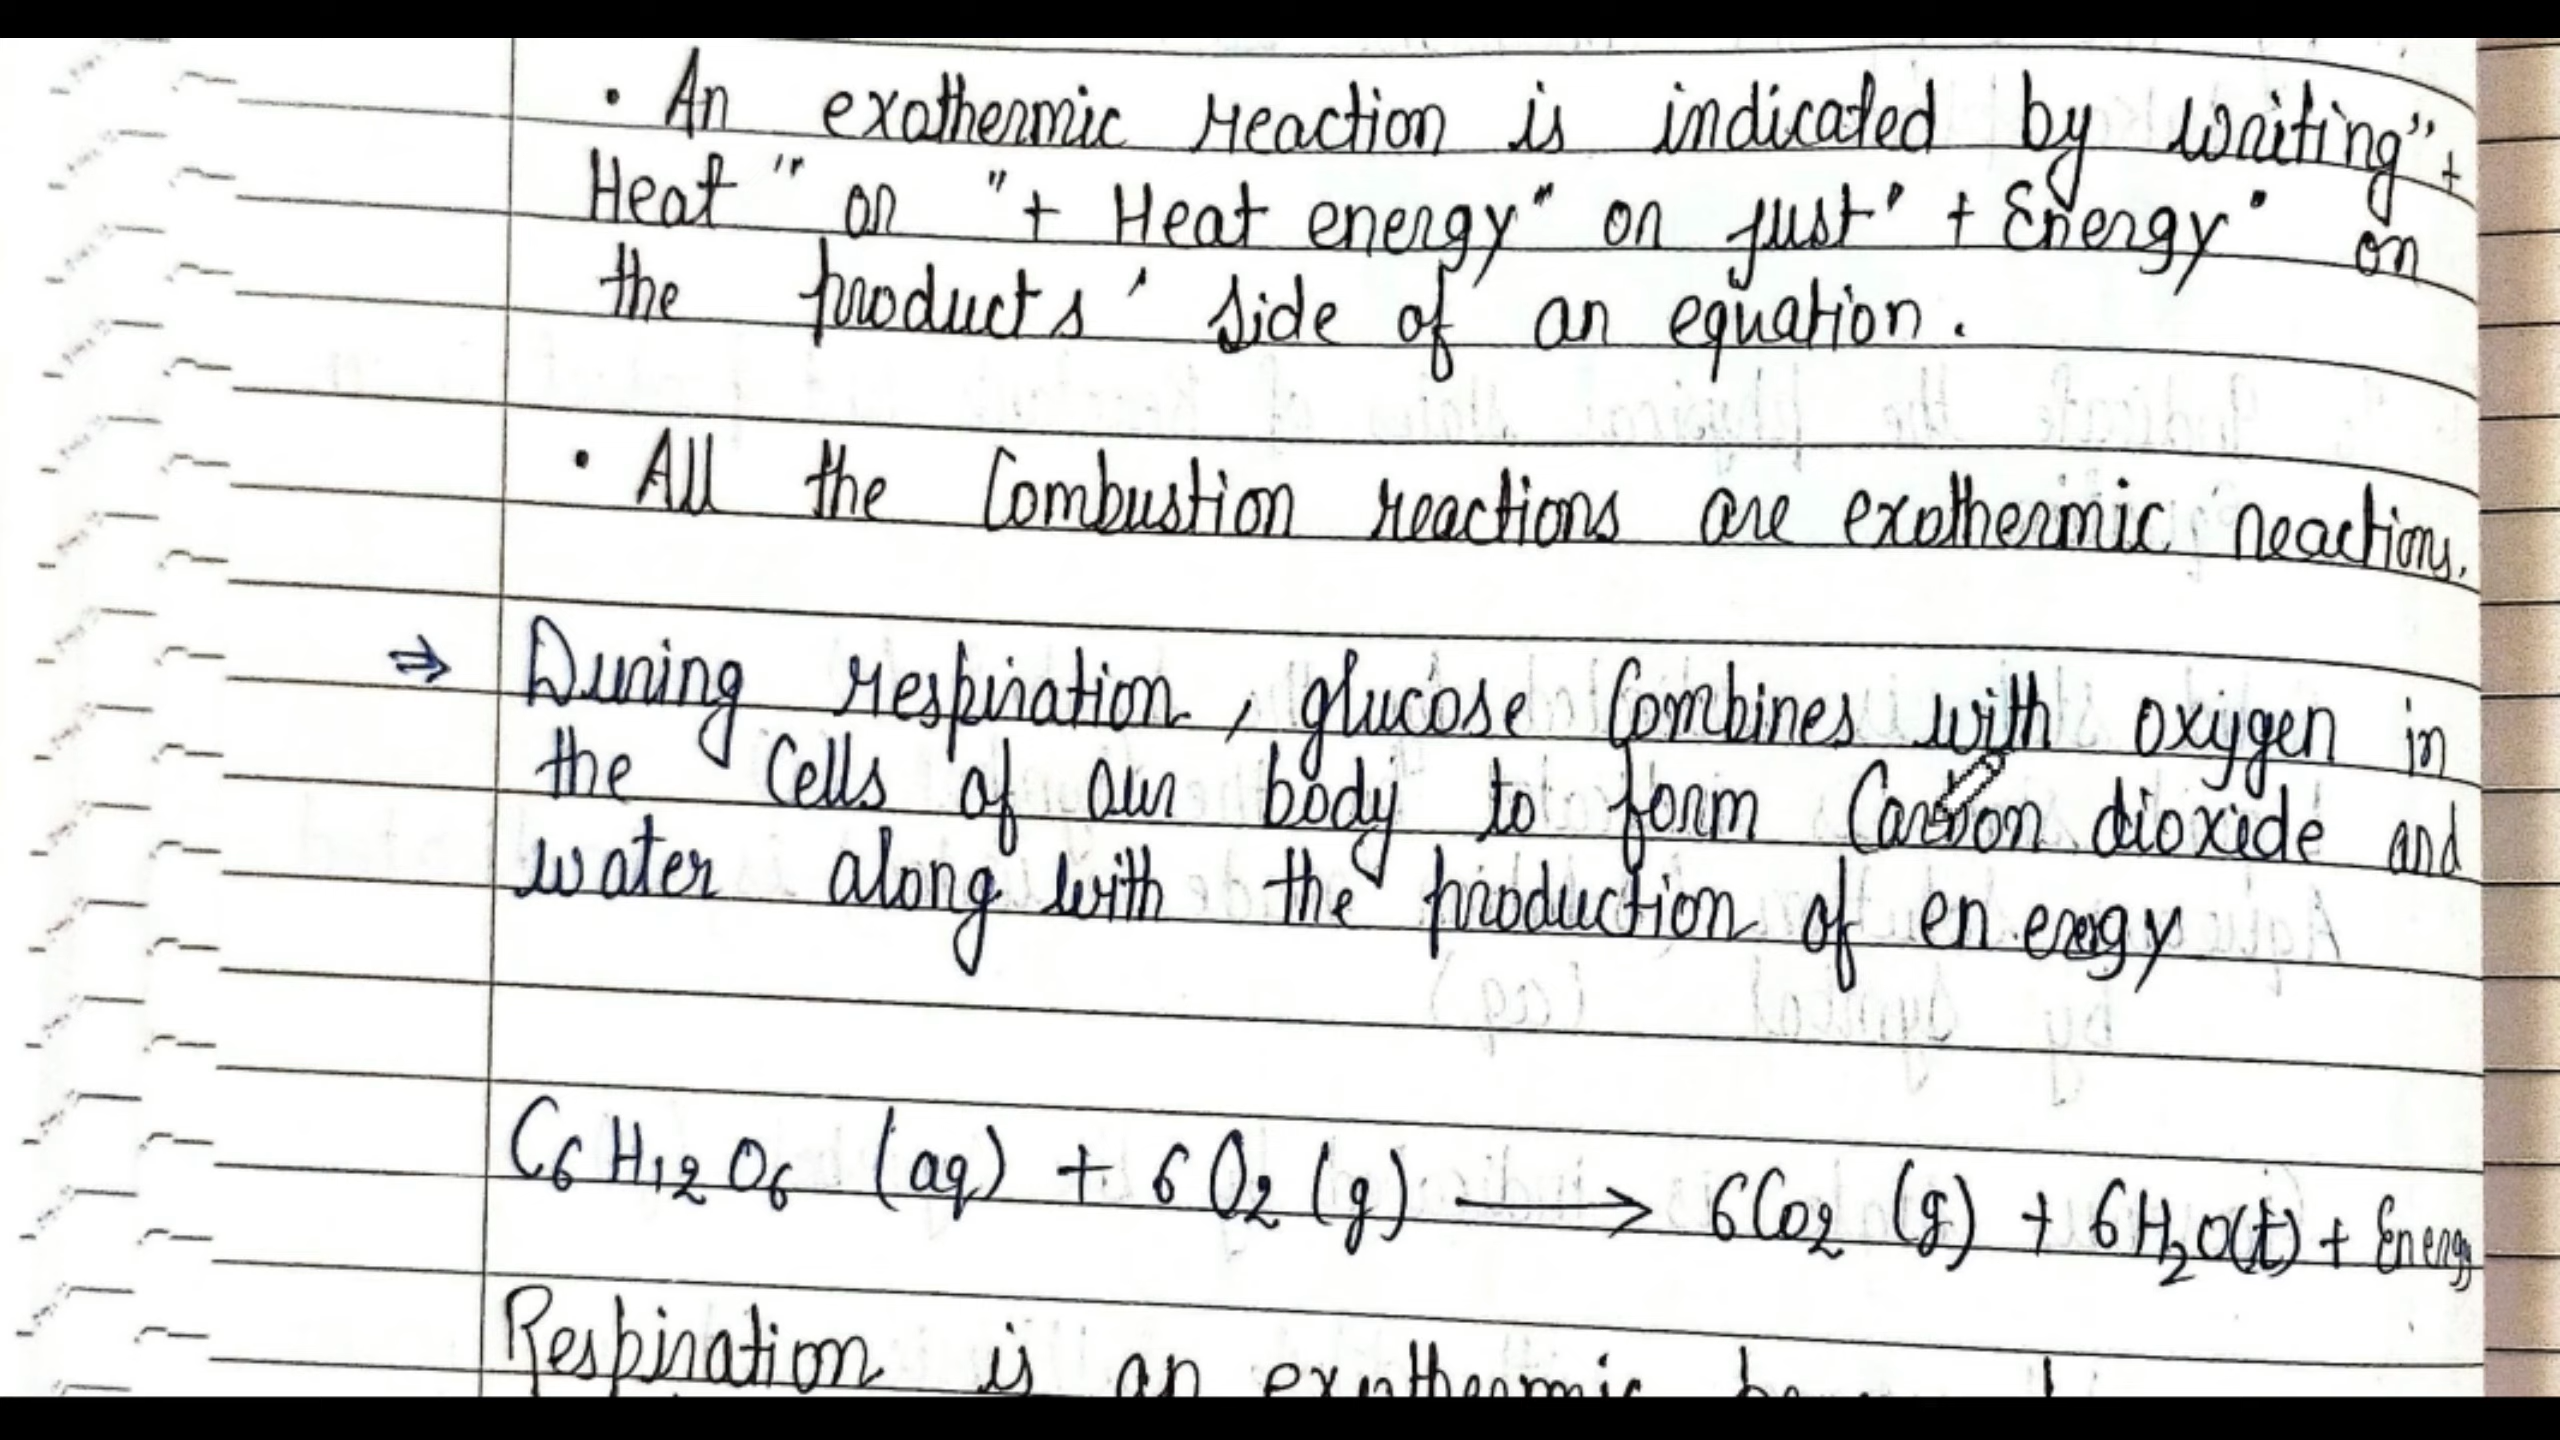 • An exothermic reaction is indicated by writing "+
Heat" or "+ Heat energy" or just "+ Energy" on
the products' side of an equation.
• All the Combustion reactions are exothermic reactions.
⇒ During respiration, glucose Combines with oxygen in
the Cells of our body to form Carbon dioxide and
water along with the production of en energy
C6H12O6 (aq) + 6O2 (g) ⟶ 6CO2 (g) + 6H2O(l) + Energy
Respiration is an exothermic